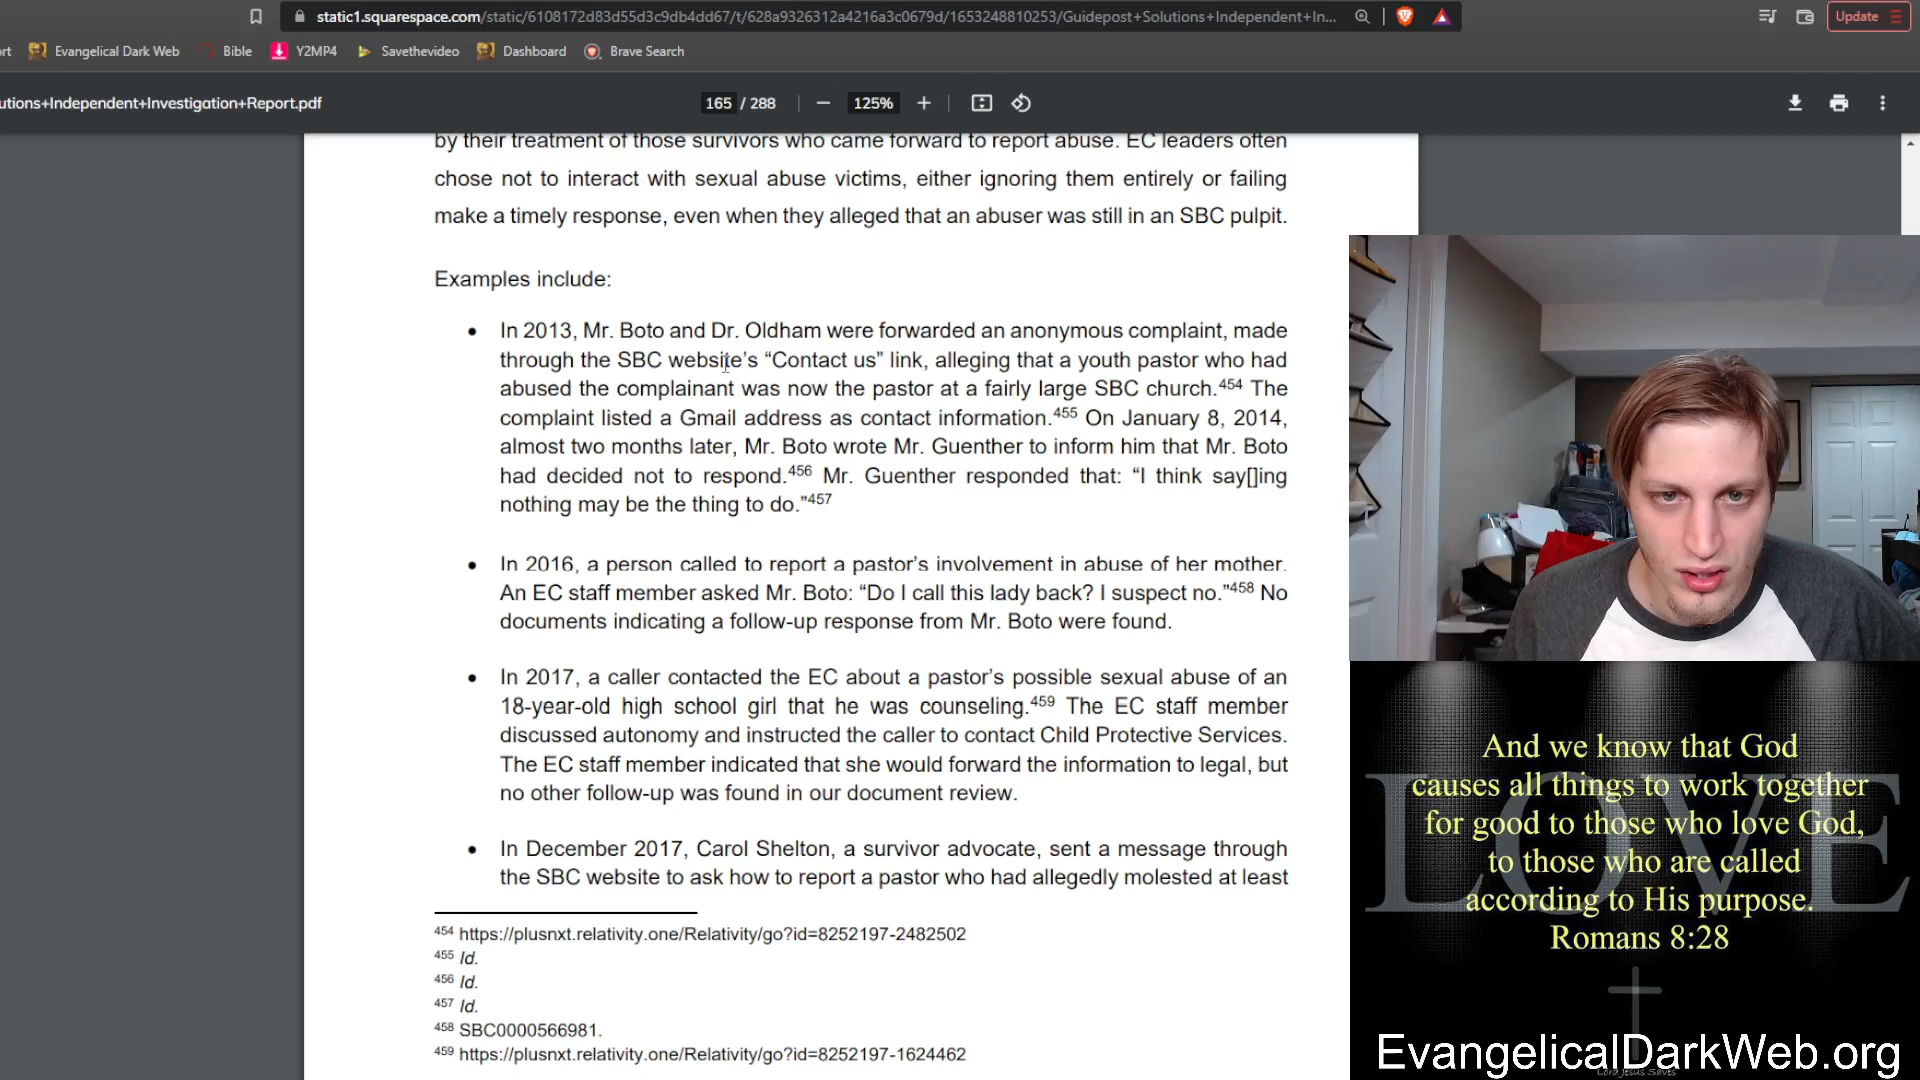 static1.squarespace.com/static/6108172d83d55d3c9db4dd67/t/628a9326312a4216a3c0679d/1653248810253/Guidepost+Solutions+Independent+In...
Update
rt
Evangelical Dark Web
Bible
Y2MP4
Savethevideo
Dashboard
Brave Search
utions+Independent+Investigation+Report.pdf
165 / 288
125%
by their treatment of those survivors who came forward to report abuse. EC leaders often
chose not to interact with sexual abuse victims, either ignoring them entirely or failing
make a timely response, even when they alleged that an abuser was still in an SBC pulpit.
Examples include:
• In 2013, Mr. Boto and Dr. Oldham were forwarded an anonymous complaint, made
through the SBC website’s “Contact us” link, alleging that a youth pastor who had
abused the complainant was now the pastor at a fairly large SBC church.454 The
complaint listed a Gmail address as contact information.455 On January 8, 2014,
almost two months later, Mr. Boto wrote Mr. Guenther to inform him that Mr. Boto
had decided not to respond.456 Mr. Guenther responded that: “I think say[]ing
nothing may be the thing to do.”457
• In 2016, a person called to report a pastor’s involvement in abuse of her mother.
An EC staff member asked Mr. Boto: “Do I call this lady back? I suspect no.”458 No
documents indicating a follow-up response from Mr. Boto were found.
• In 2017, a caller contacted the EC about a pastor’s possible sexual abuse of an
18-year-old high school girl that he was counseling.459 The EC staff member
discussed autonomy and instructed the caller to contact Child Protective Services.
The EC staff member indicated that she would forward the information to legal, but
no other follow-up was found in our document review.
• In December 2017, Carol Shelton, a survivor advocate, sent a message through
the SBC website to ask how to report a pastor who had allegedly molested at least
454 https://plusnxt.relativity.one/Relativity/go?id=8252197-2482502
455 Id.
456 Id.
457 Id.
458 SBC0000566981.
459 https://plusnxt.relativity.one/Relativity/go?id=8252197-1624462
LOVE
And we know that God
causes all things to work together
for good to those who love God,
to those who are called
according to His purpose.
Romans 8:28
EvangelicalDarkWeb.org
Lord Jesus Saves